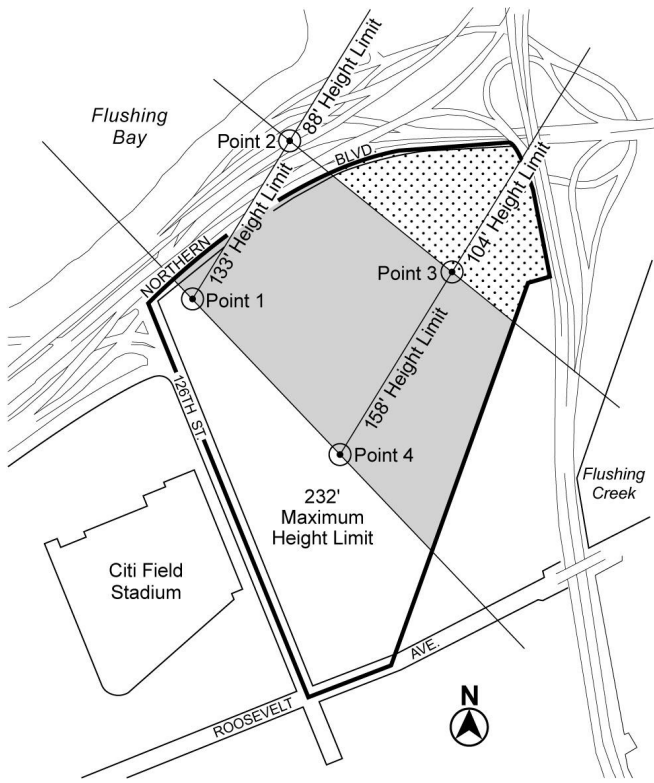 Flushing
Bay
Point 2
88' Height Limit
BLVD.
133' Height Limit
104' Height Limit
NORTHERN
Point 3
Point 1
158' Height Limit
126TH ST.
Point 4
232'
Maximum
Height Limit
Flushing
Creek
Citi Field
Stadium
AVE.
ROOSEVELT
N